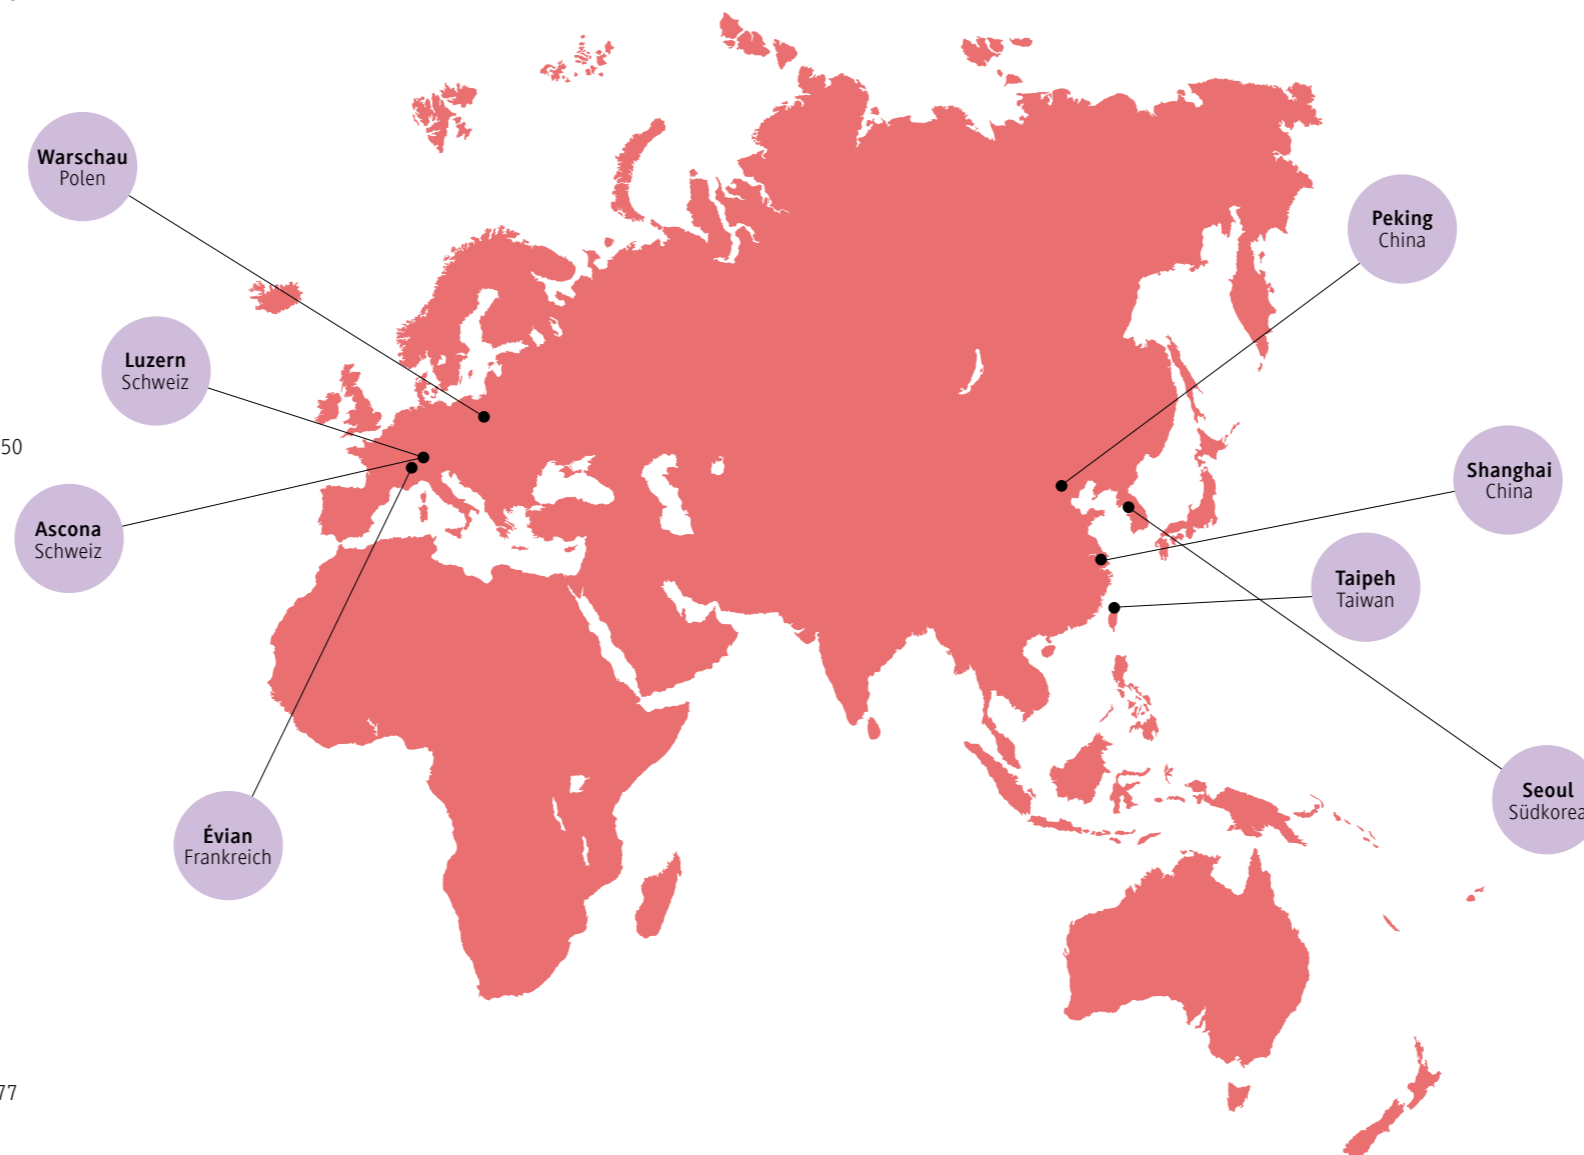 Warschau
Polen
Peking
China
Luzern
Schweiz
50
Shanghai
China
Ascona
Schweiz
Taipeh
Taiwan
Seoul
Südkorea
Évian
Frankreich
77